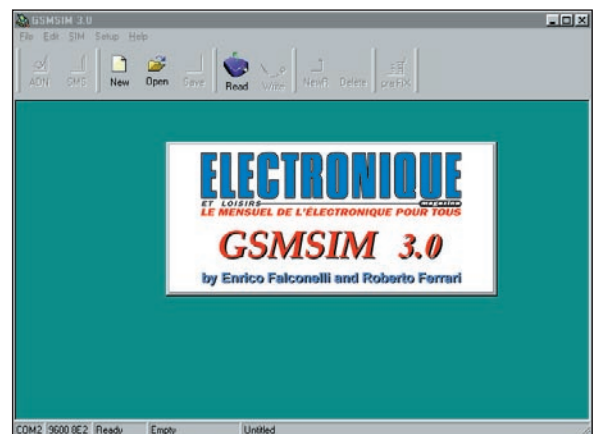 GSMSIM 3.0
File Edit SIM Setup Help
ADN SMS New Open Save Read Write NewR Delete preFIX
ELECTRONIQUE
ET LOISIRS magazine
LE MENSUEL DE L'ÉLECTRONIQUE POUR TOUS
GSMSIM 3.0
by Enrico Falconelli and Roberto Ferrari
COM2 9600 8E2 Ready Empty Untitled